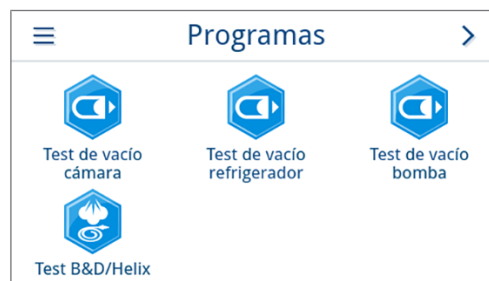 Programas
Test de vacío
cámara
Test de vacío
refrigerador
Test de vacío
bomba
Test B&D/Helix